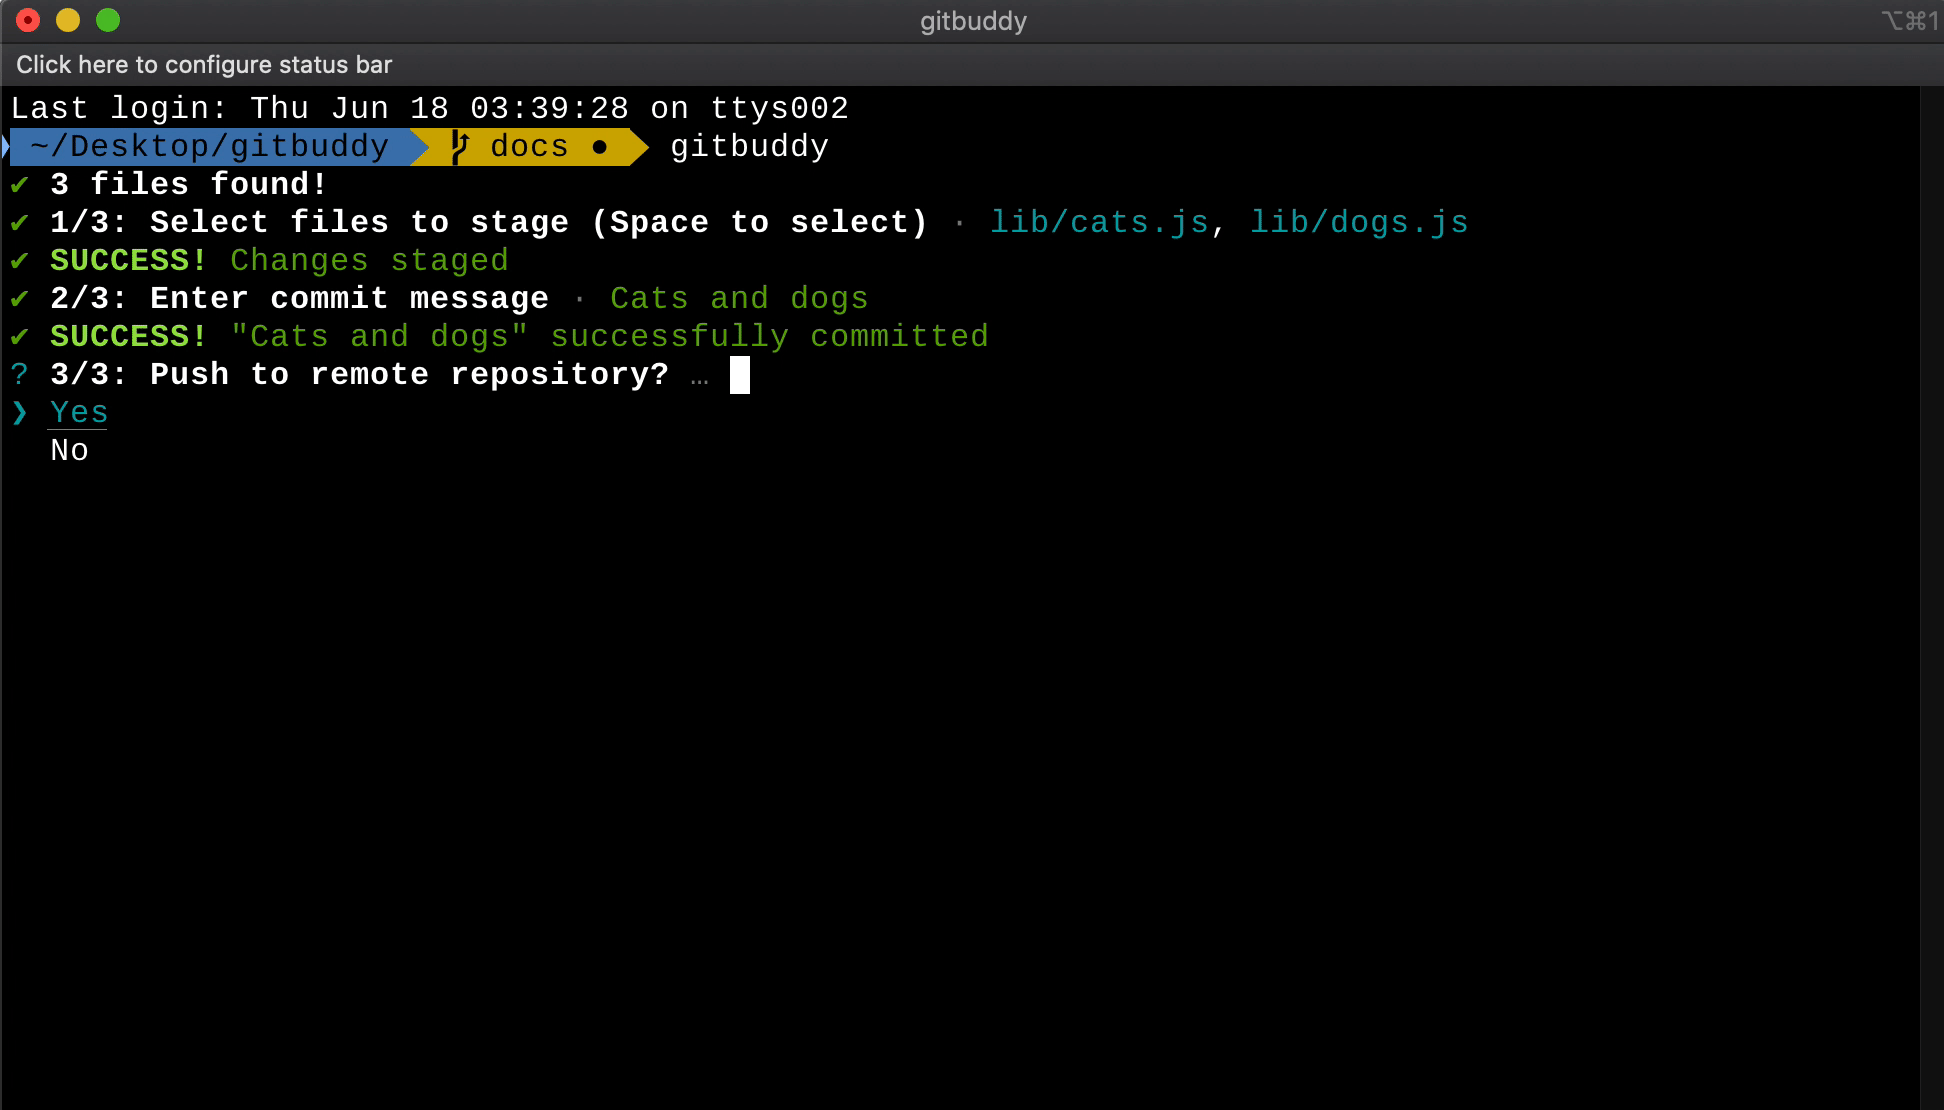 gitbuddy ⌥⌘1
Click here to configure status bar
Last login: Thu Jun 18 03:39:28 on ttys002
~/Desktop/gitbuddy docs ● gitbuddy
✔ 3 files found!
✔ 1/3: Select files to stage (Space to select) · lib/cats.js, lib/dogs.js
✔ SUCCESS! Changes staged
✔ 2/3: Enter commit message · Cats and dogs
✔ SUCCESS! "Cats and dogs" successfully committed
? 3/3: Push to remote repository? …
❯ Yes
No